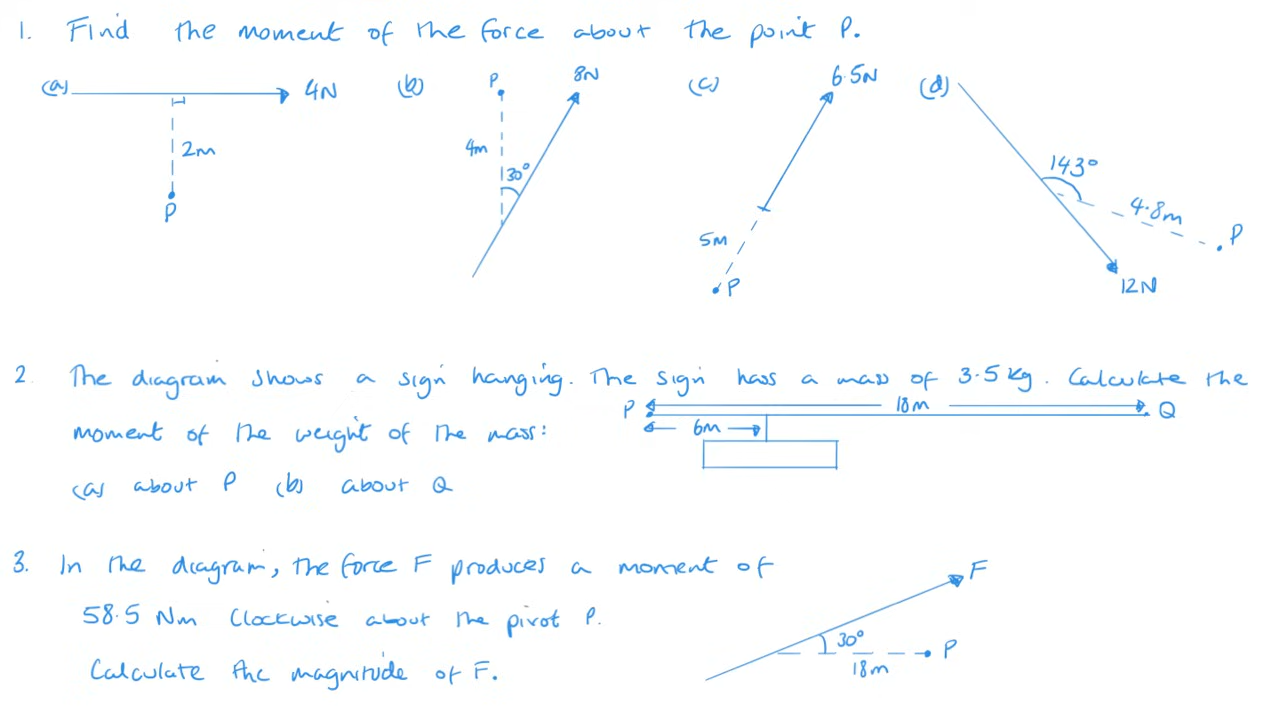 1. Find the moment of the force about the point P.
(a) 4N (b) P 8N (c) 6.5N (d)
2m 4m 30° 143°
P 5m 4.8m P
P 12N
2. The diagram shows a sign hanging. The sign has a mass of 3.5kg. Calculate the
P 18m Q
moment of the weight of the mass: 6m
(a) about P (b) about Q
3. In the diagram, the force F produces a moment of F
58.5 Nm Clockwise about the pivot P.
30° P
Calculate the magnitude of F. 18m